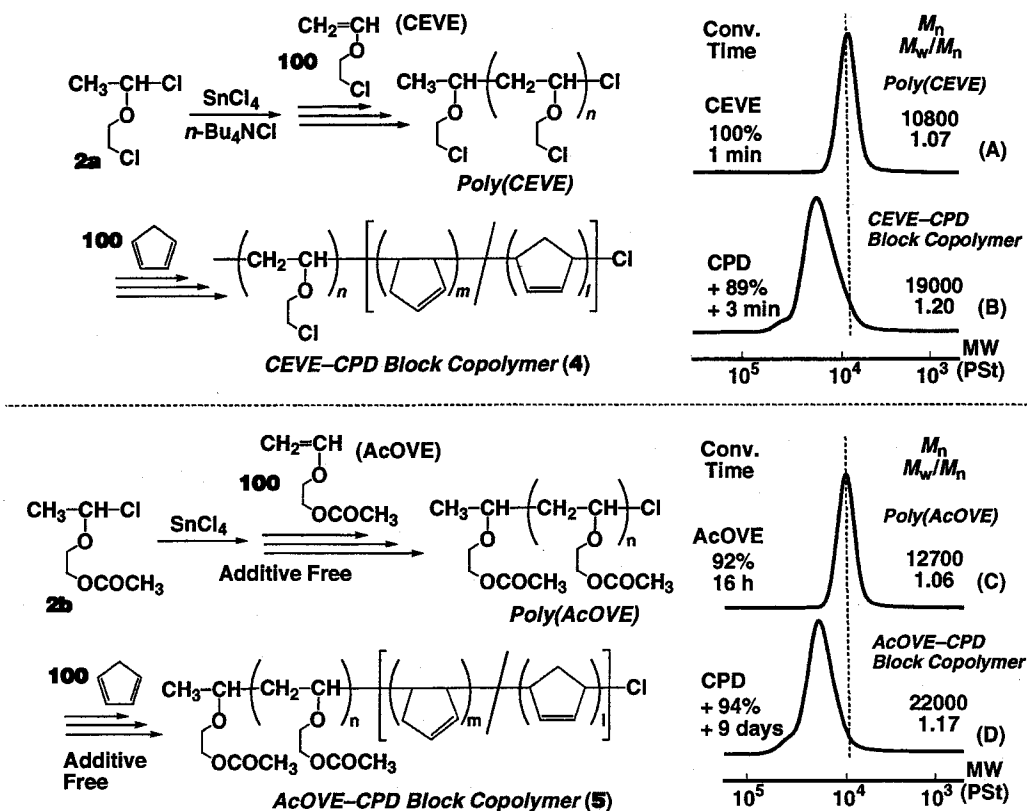 CH2=CH (CEVE)
100
O
Cl
CH3-CH-Cl
O
Cl
2a
SnCl4
n-Bu4NCl
CH3-CH(CH2-CH)nCl
O O
Cl Cl
Poly(CEVE)
100
(CH2-CH)n[( )m/( )l]Cl
O
Cl
CEVE–CPD Block Copolymer (4)
Conv.
Time
Mn
Mw/Mn
CEVE
100%
1 min
Poly(CEVE)
10800
1.07
(A)
CPD
+ 89%
+ 3 min
CEVE–CPD
Block Copolymer
19000
1.20
(B)
10^5 10^4 10^3
MW
(PSt)
CH2=CH (AcOVE)
100
O
OCOCH3
CH3-CH-Cl
O
OCOCH3
2b
SnCl4
Additive Free
CH3-CH(CH2-CH)nCl
O O
OCOCH3 OCOCH3
Poly(AcOVE)
100
Additive
Free
CH3-CH(CH2-CH)n[( )m/( )l]Cl
O O
OCOCH3 OCOCH3
AcOVE–CPD Block Copolymer (5)
Conv.
Time
Mn
Mw/Mn
AcOVE
92%
16 h
Poly(AcOVE)
12700
1.06
(C)
CPD
+ 94%
+ 9 days
AcOVE–CPD
Block Copolymer
22000
1.17
(D)
10^5 10^4 10^3
MW
(PSt)